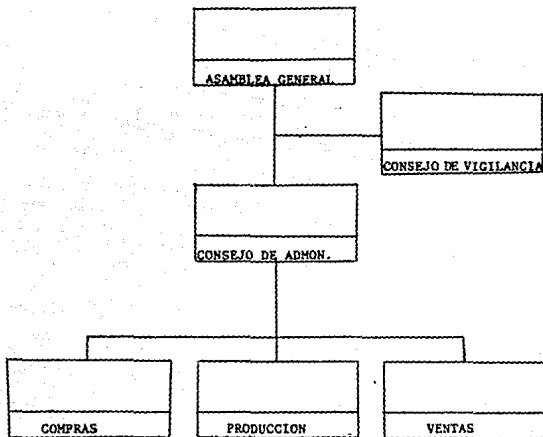 ASAMBLEA GENERAL
CONSEJO DE VIGILANCIA
CONSEJO DE ADMON.
COMPRAS
PRODUCCION
VENTAS